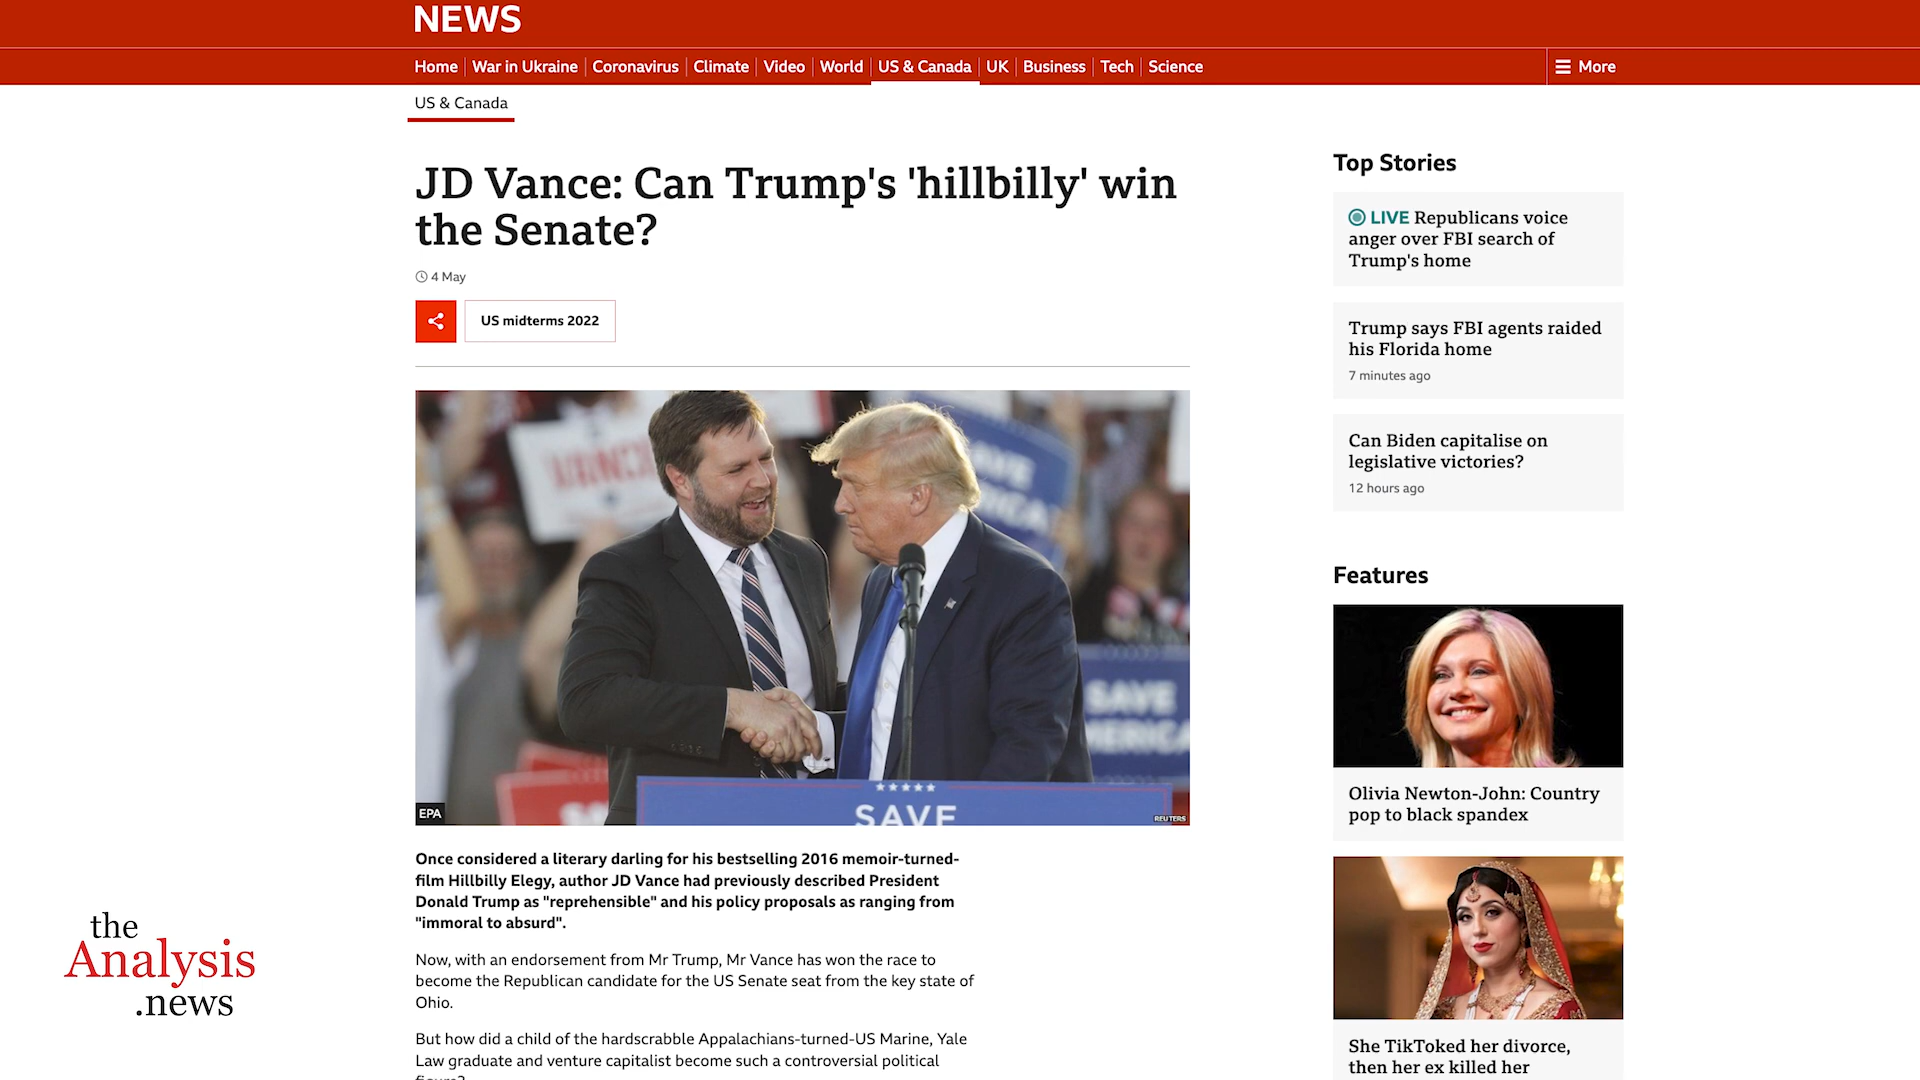 NEWS
Home
War in Ukraine
Coronavirus
Climate
Video
World
US & Canada
UK
Business
Tech
Science
More
US & Canada
JD Vance: Can Trump's 'hillbilly' win
the Senate?
4 May
US midterms 2022
VANCE
SAVE
AMERICA
SAVE
AMERICA
SAVE
EPA
REUTERS
Once considered a literary darling for his bestselling 2016 memoir-turned-
film Hillbilly Elegy, author JD Vance had previously described President
Donald Trump as "reprehensible" and his policy proposals as ranging from
"immoral to absurd".
Now, with an endorsement from Mr Trump, Mr Vance has won the race to
become the Republican candidate for the US Senate seat from the key state of
Ohio.
But how did a child of the hardscrabble Appalachians-turned-US Marine, Yale
Law graduate and venture capitalist become such a controversial political
figure?
Top Stories
LIVE Republicans voice
anger over FBI search of
Trump's home
Trump says FBI agents raided
his Florida home
7 minutes ago
Can Biden capitalise on
legislative victories?
12 hours ago
Features
Olivia Newton-John: Country
pop to black spandex
She TikToked her divorce,
then her ex killed her
the
Analysis
.news